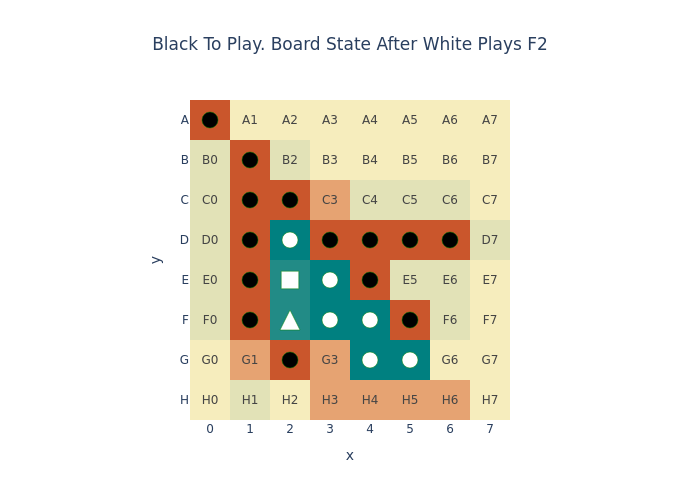 Black To Play. Board State After White Plays F2
A A1 A2 A3 A4 A5 A6 A7
B B0 B2 B3 B4 B5 B6 B7
C C0 C3 C4 C5 C6 C7
D D0 D7
y
E E0 E5 E6 E7
F F0 F6 F7
G G0 G1 G3 G6 G7
H H0 H1 H2 H3 H4 H5 H6 H7
0 1 2 3 4 5 6 7
x